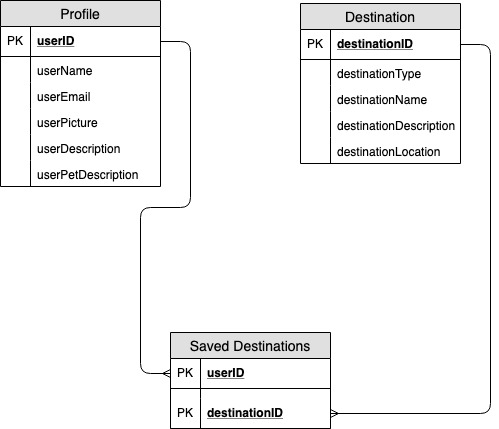 Profile
PK userID
userName
userEmail
userPicture
userDescription
userPetDescription
Destination
PK destinationID
destinationType
destinationName
destinationDescription
destinationLocation
Saved Destinations
PK userID
PK destinationID